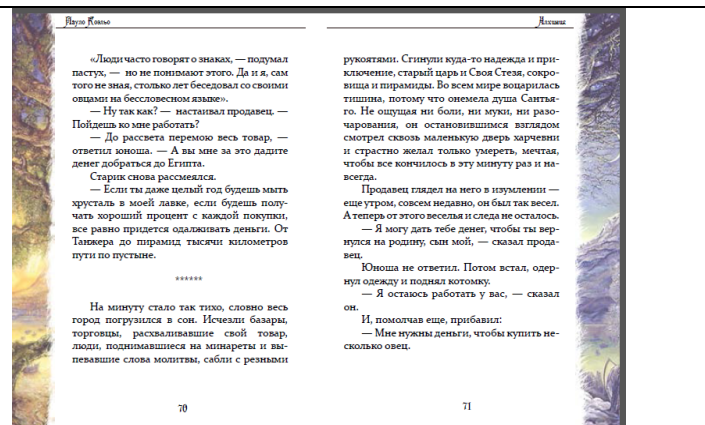 Пауло Коэльо
«Люди часто говорят о знаках, — подумал
пастух, — но не понимают этого. Да и я, сам
того не зная, столько лет беседовал со своими
овцами на бессловесном языке».
— Ну так как? — настаивал продавец. —
Пойдешь ко мне работать?
— До рассвета перемою весь товар, —
ответил юноша. — А вы мне за это дадите
денег добраться до Египта.
Старик снова рассмеялся.
— Если ты даже целый год будешь мыть
хрусталь в моей лавке, если будешь полу-
чать хороший процент с каждой покупки,
все равно придется одалживать деньги. От
Танжера до пирамид тысячи километров
пути по пустыне.
******
На минуту стало так тихо, словно весь
город погрузился в сон. Исчезли базары,
торговцы, расхваливавшие свой товар,
люди, поднимавшиеся на минареты и вы-
певавшие слова молитвы, сабли с резными
70
Алхимик
рукоятями. Сгинули куда-то надежда и при-
ключение, старый царь и Своя Стезя, сокро-
вища и пирамиды. Во всем мире воцарилась
тишина, потому что онемела душа Сантья-
го. Не ощущая ни боли, ни муки, ни разо-
чарования, он остановившимся взглядом
смотрел сквозь маленькую дверь харчевни
и страстно желал только умереть, мечтая,
чтобы все кончилось в эту минуту раз и на-
всегда.
Продавец глядел на него в изумлении —
еще утром, совсем недавно, он был так весел.
А теперь от этого веселья и следа не осталось.
— Я могу дать тебе денег, чтобы ты вер-
нулся на родину, сын мой, — сказал прода-
вец.
Юноша не ответил. Потом встал, одер-
нул одежду и поднял котомку.
— Я остаюсь работать у вас, — сказал
он.
И, помолчав еще, прибавил:
— Мне нужны деньги, чтобы купить не-
сколько овец.
71